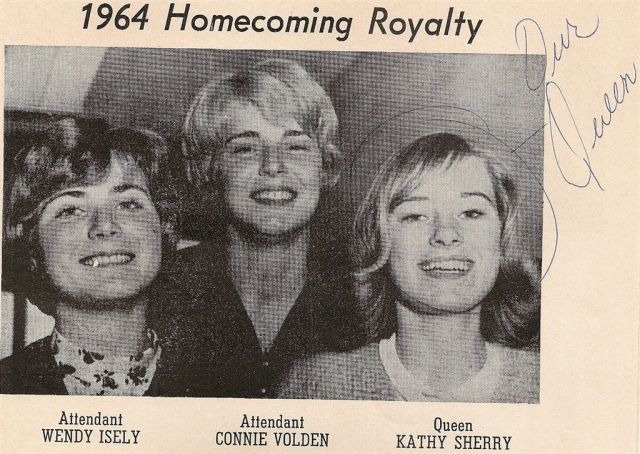 1964 Homecoming Royalty
Our
Queen
Attendant
WENDY ISELY
Attendant
CONNIE VOLDEN
Queen
KATHY SHERRY